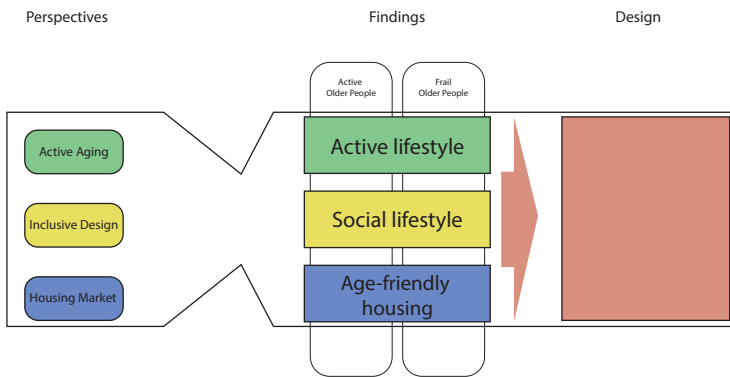 Perspectives
Findings
Design
Active
Older People
Frail
Older People
Active Aging
Active lifestyle
Inclusive Design
Social lifestyle
Housing Market
Age-friendly
housing